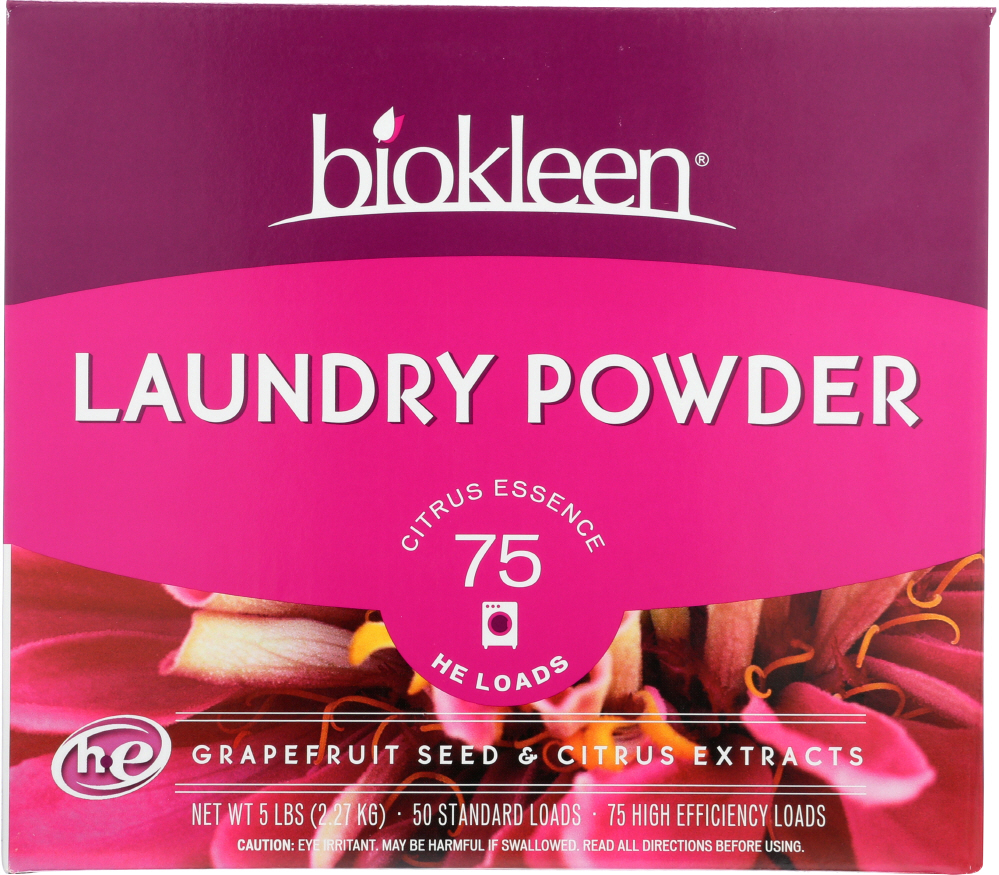 biokleen®
LAUNDRY POWDER
CITRUS ESSENCE
75
HE LOADS
he
GRAPEFRUIT SEED & CITRUS EXTRACTS
NET WT 5 LBS (2.27 KG) · 50 STANDARD LOADS · 75 HIGH EFFICIENCY LOADS
CAUTION: EYE IRRITANT. MAY BE HARMFUL IF SWALLOWED. READ ALL DIRECTIONS BEFORE USING.